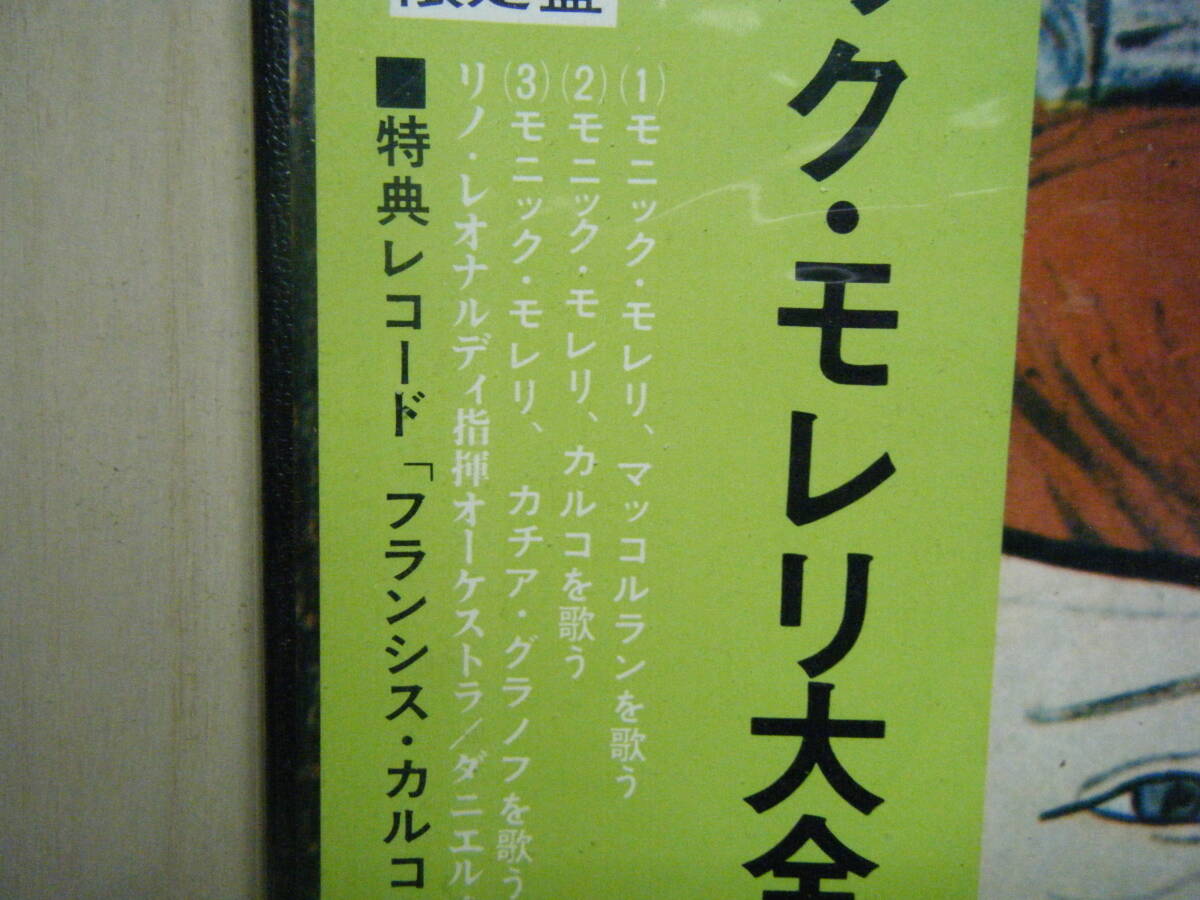 ック・モレリ大全
限定盤
(1)モニック・モレリ、マッコルランを歌う
(2)モニック・モレリ、カルコを歌う
(3)モニック・モレリ、カチア・グラノフを歌う
リノ・レオナルディ指揮オーケストラ/ダニエル・
■特典レコード「フランシス・カルコ